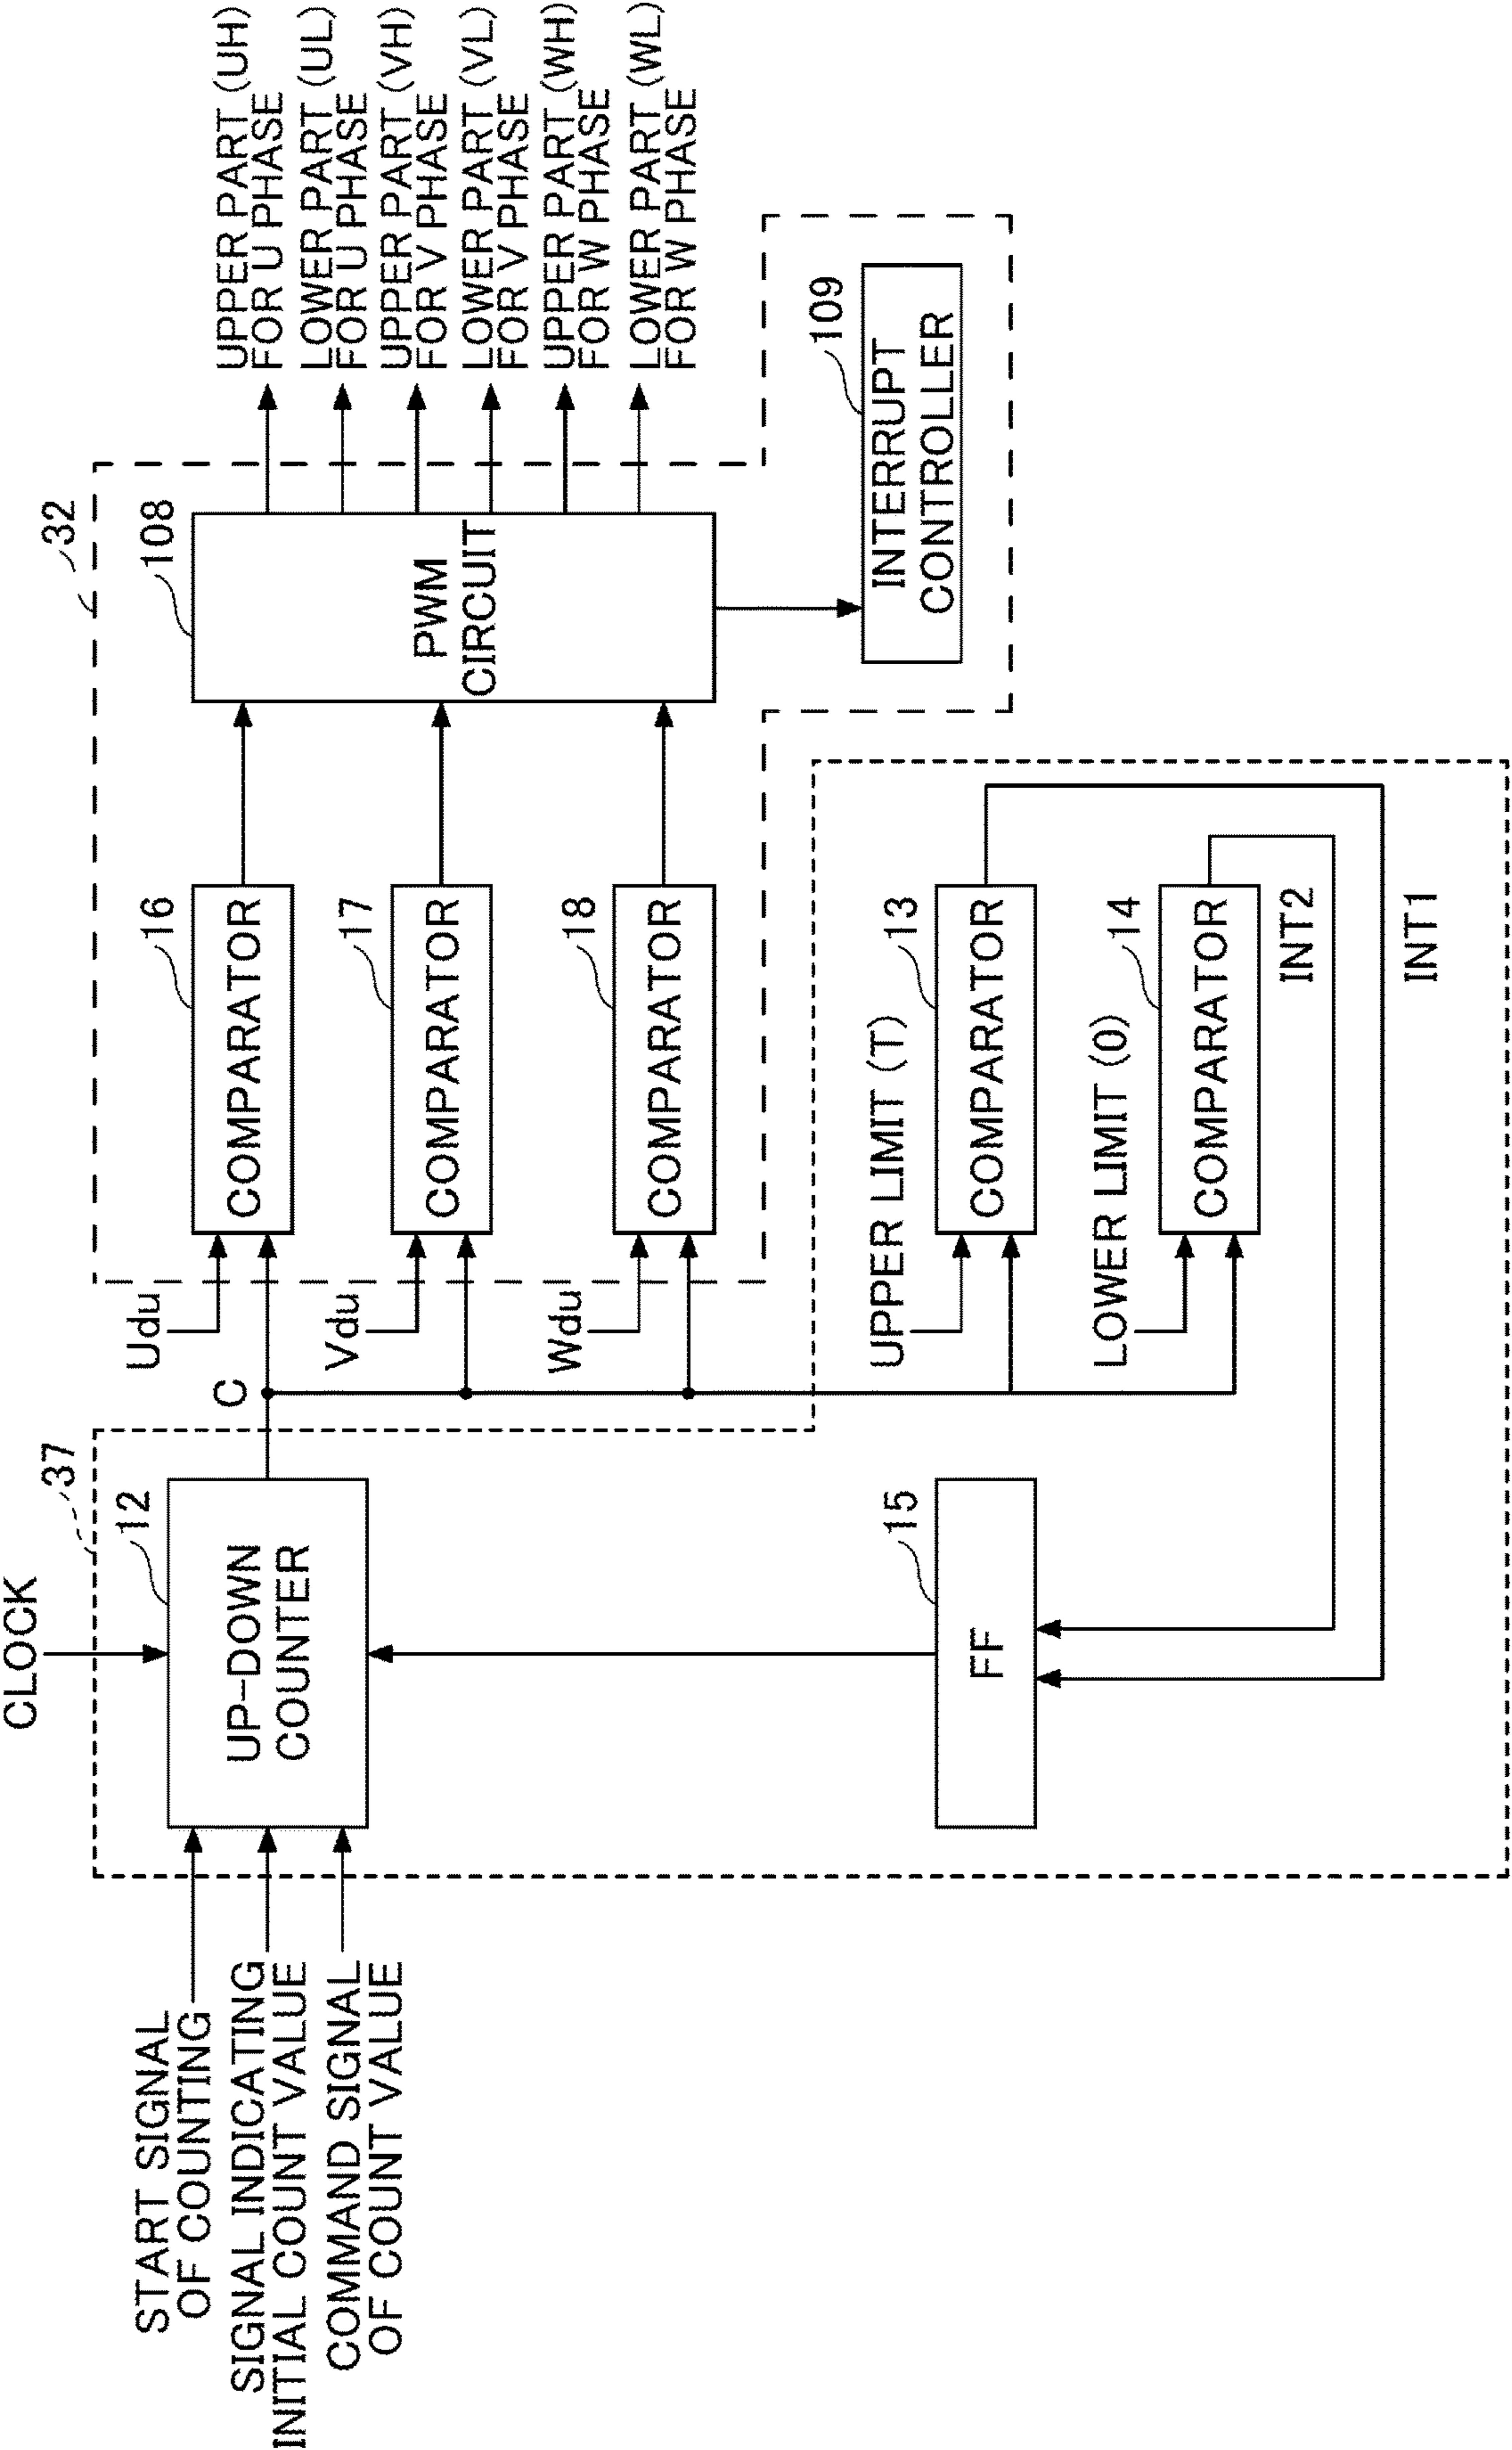 CLOCK
37
12
UP-DOWN
COUNTER
START SIGNAL
OF COUNTING
SIGNAL INDICATING
INITIAL COUNT VALUE
COMMAND SIGNAL
OF COUNT VALUE
C
15
FF
32
Udu
16
COMPARATOR
Vdu
17
COMPARATOR
Wdu
18
COMPARATOR
108
PWM
CIRCUIT
UPPER PART (UH)
FOR U PHASE
LOWER PART (UL)
FOR U PHASE
UPPER PART (VH)
FOR V PHASE
LOWER PART (VL)
FOR V PHASE
UPPER PART (WH)
FOR W PHASE
LOWER PART (WL)
FOR W PHASE
109
INTERRUPT
CONTROLLER
UPPER LIMIT (T)
13
COMPARATOR
LOWER LIMIT (0)
14
COMPARATOR
INT2
INT1